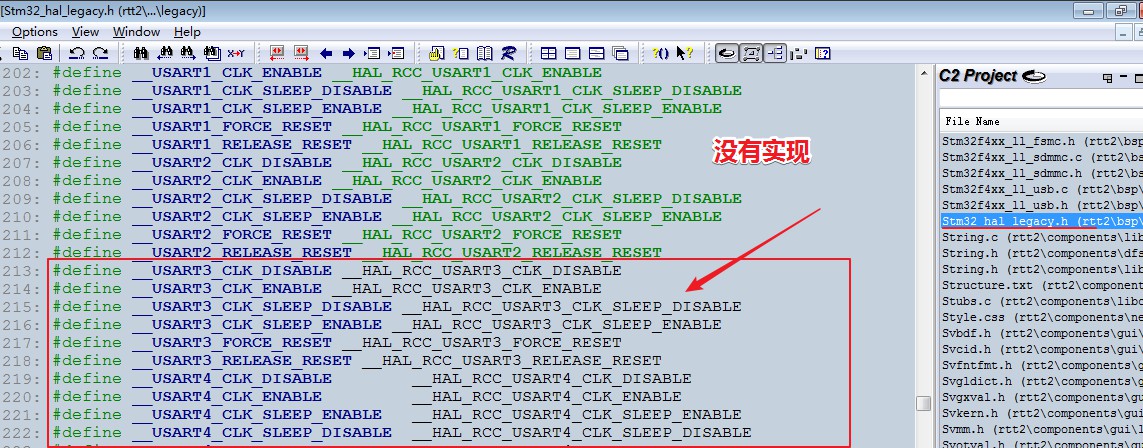 [Stm32_hal_legacy.h (rtt2\...\legacy)]
Options View Window Help
C2 Project
File Name
202: #define __USART1_CLK_ENABLE __HAL_RCC_USART1_CLK_ENABLE
203: #define __USART1_CLK_SLEEP_DISABLE __HAL_RCC_USART1_CLK_SLEEP_DISABLE
204: #define __USART1_CLK_SLEEP_ENABLE __HAL_RCC_USART1_CLK_SLEEP_ENABLE
205: #define __USART1_FORCE_RESET __HAL_RCC_USART1_FORCE_RESET
206: #define __USART1_RELEASE_RESET __HAL_RCC_USART1_RELEASE_RESET
207: #define __USART2_CLK_DISABLE __HAL_RCC_USART2_CLK_DISABLE
208: #define __USART2_CLK_ENABLE __HAL_RCC_USART2_CLK_ENABLE
209: #define __USART2_CLK_SLEEP_DISABLE __HAL_RCC_USART2_CLK_SLEEP_DISABLE
210: #define __USART2_CLK_SLEEP_ENABLE __HAL_RCC_USART2_CLK_SLEEP_ENABLE
211: #define __USART2_FORCE_RESET __HAL_RCC_USART2_FORCE_RESET
212: #define __USART2_RELEASE_RESET __HAL_RCC_USART2_RELEASE_RESET
213: #define __USART3_CLK_DISABLE __HAL_RCC_USART3_CLK_DISABLE
214: #define __USART3_CLK_ENABLE __HAL_RCC_USART3_CLK_ENABLE
215: #define __USART3_CLK_SLEEP_DISABLE __HAL_RCC_USART3_CLK_SLEEP_DISABLE
216: #define __USART3_CLK_SLEEP_ENABLE __HAL_RCC_USART3_CLK_SLEEP_ENABLE
217: #define __USART3_FORCE_RESET __HAL_RCC_USART3_FORCE_RESET
218: #define __USART3_RELEASE_RESET __HAL_RCC_USART3_RELEASE_RESET
219: #define __USART4_CLK_DISABLE __HAL_RCC_USART4_CLK_DISABLE
220: #define __USART4_CLK_ENABLE __HAL_RCC_USART4_CLK_ENABLE
221: #define __USART4_CLK_SLEEP_ENABLE __HAL_RCC_USART4_CLK_SLEEP_ENABLE
222: #define __USART4_CLK_SLEEP_DISABLE __HAL_RCC_USART4_CLK_SLEEP_DISABLE
没有实现
Stm32f4xx_ll_fsmc.h (rtt2\bsp
Stm32f4xx_ll_sdmmc.c (rtt2\b
Stm32f4xx_ll_sdmmc.h (rtt2\b
Stm32f4xx_ll_usb.c (rtt2\bsp\
Stm32f4xx_ll_usb.h (rtt2\bsp\
Stm32_hal_legacy.h (rtt2\bsp\
String.c (rtt2\components\lib
String.h (rtt2\components\dfs
String.h (rtt2\components\lib
Structure.txt (rtt2\component
Stubs.c (rtt2\components\libc
Style.css (rtt2\components\ne
Svbdf.h (rtt2\components\gui\
Svcid.h (rtt2\components\gui\
Svfntfmt.h (rtt2\components\g
Svgldict.h (rtt2\components\g
Svgxval.h (rtt2\components\gu
Svkern.h (rtt2\components\gui
Svmm.h (rtt2\components\gui\l